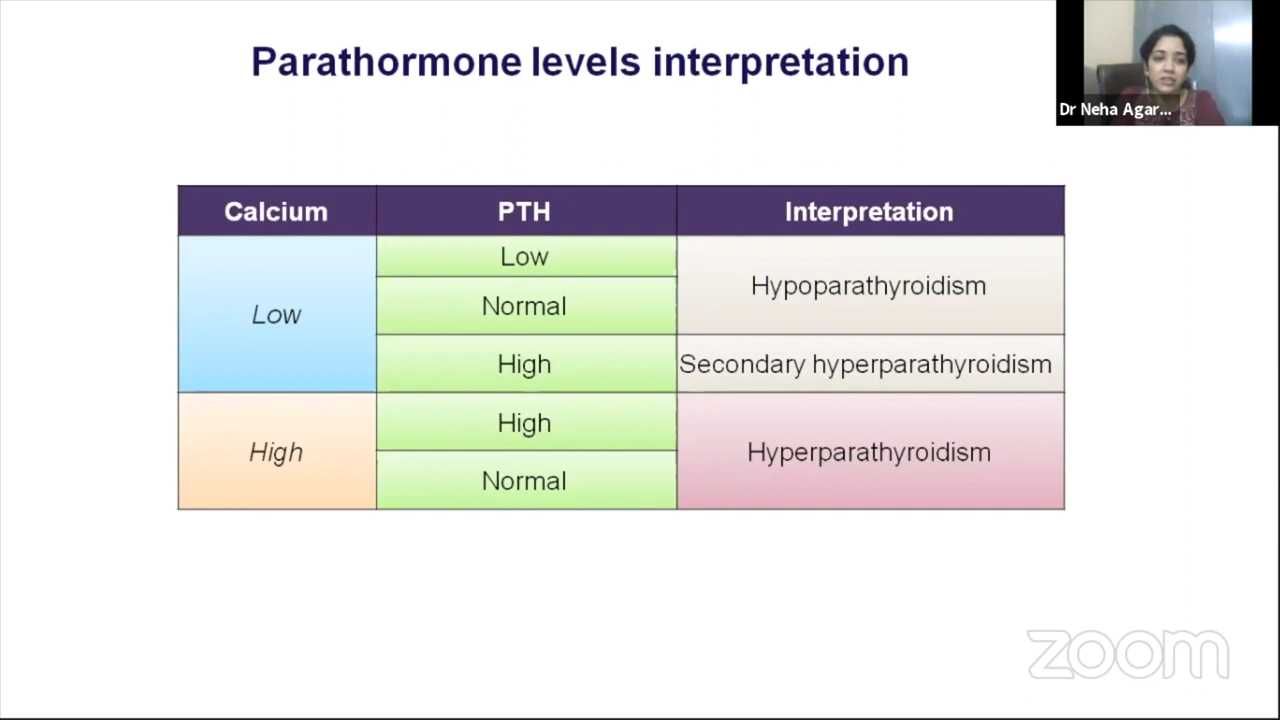 Parathormone levels interpretation
Dr Neha Agar...
Calcium PTH Interpretation
Low
Low
Normal
High
Hypoparathyroidism
Secondary hyperparathyroidism
High
High
Normal
Hyperparathyroidism
zoom